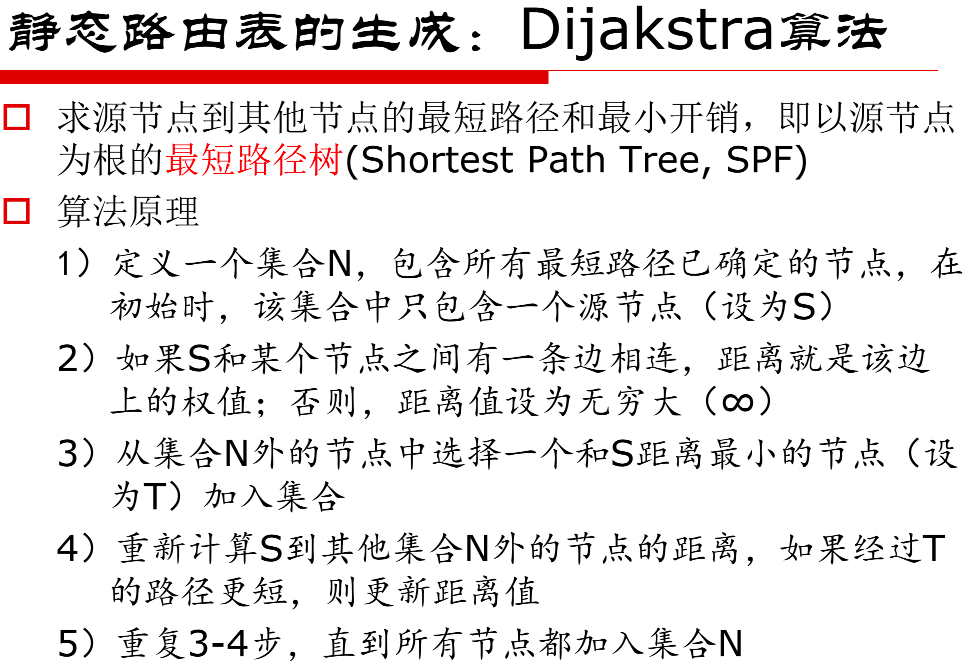 静态路由表的生成：Dijakstra算法
求源节点到其他节点的最短路径和最小开销，即以源节点
为根的最短路径树(Shortest Path Tree, SPF)
算法原理
1）定义一个集合N，包含所有最短路径已确定的节点，在
初始时，该集合中只包含一个源节点（设为S）
2）如果S和某个节点之间有一条边相连，距离就是该边
上的权值；否则，距离值设为无穷大（∞）
3）从集合N外的节点中选择一个和S距离最小的节点（设
为T）加入集合
4）重新计算S到其他集合N外的节点的距离，如果经过T
的路径更短，则更新距离值
5）重复3-4步，直到所有节点都加入集合N